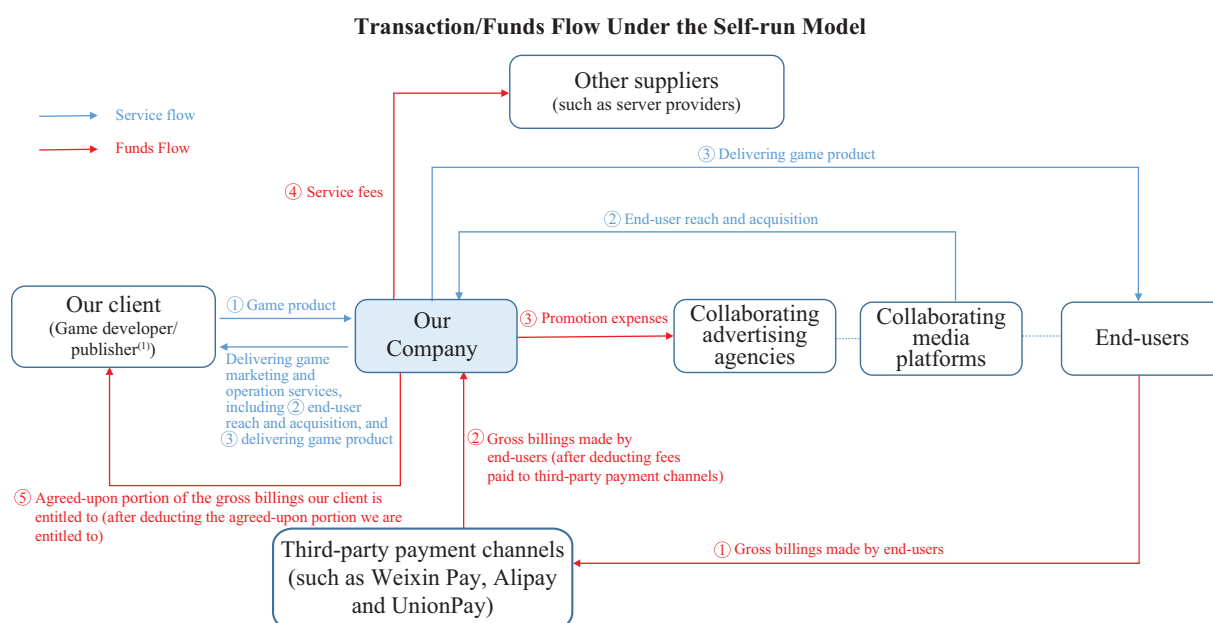 Transaction/Funds Flow Under the Self-run Model
Service flow
Funds Flow
Other suppliers
(such as server providers)
③ Delivering game product
④ Service fees
② End-user reach and acquisition
Our client
(Game developer/
publisher(1))
① Game product
Our
Company
③ Promotion expenses
Collaborating
advertising
agencies
Collaborating
media
platforms
End-users
Delivering game
marketing and
operation services,
including ② end-user
reach and acquisition, and
③ delivering game product
② Gross billings made by
end-users (after deducting fees
paid to third-party payment channels)
⑤ Agreed-upon portion of the gross billings our client is
entitled to (after deducting the agreed-upon portion we are
entitled to)
Third-party payment channels
(such as Weixin Pay, Alipay
and UnionPay)
① Gross billings made by end-users